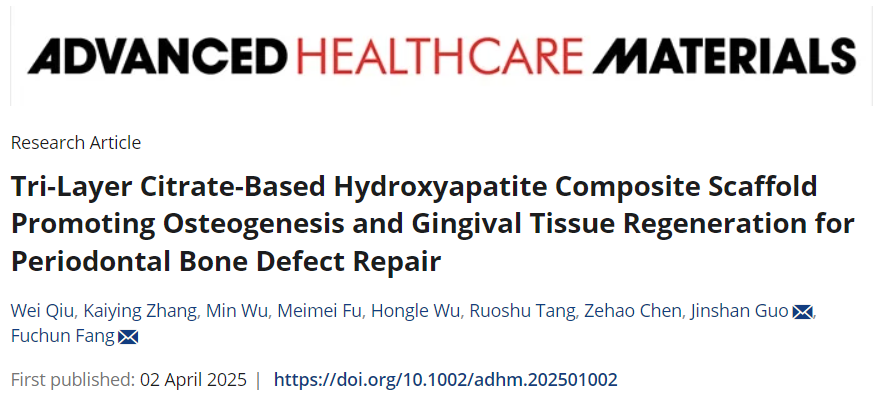 ADVANCED HEALTHCARE MATERIALS
Research Article
Tri-Layer Citrate-Based Hydroxyapatite Composite Scaffold
Promoting Osteogenesis and Gingival Tissue Regeneration for
Periodontal Bone Defect Repair
Wei Qiu, Kaiying Zhang, Min Wu, Meimei Fu, Hongle Wu, Ruoshu Tang, Zehao Chen, Jinshan Guo,
Fuchun Fang
First published: 02 April 2025 | https://doi.org/10.1002/adhm.202501002